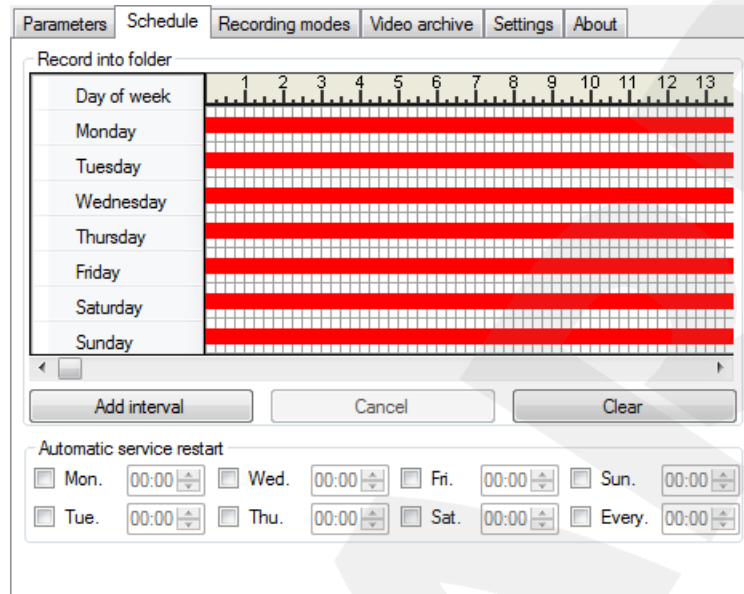 Parameters Schedule Recording modes Video archive Settings About
Record into folder
Day of week 1 2 3 4 5 6 7 8 9 10 11 12 13
Monday
Tuesday
Wednesday
Thursday
Friday
Saturday
Sunday
Add interval Cancel Clear
Automatic service restart
Mon. 00:00 Wed. 00:00 Fri. 00:00 Sun. 00:00
Tue. 00:00 Thu. 00:00 Sat. 00:00 Every. 00:00